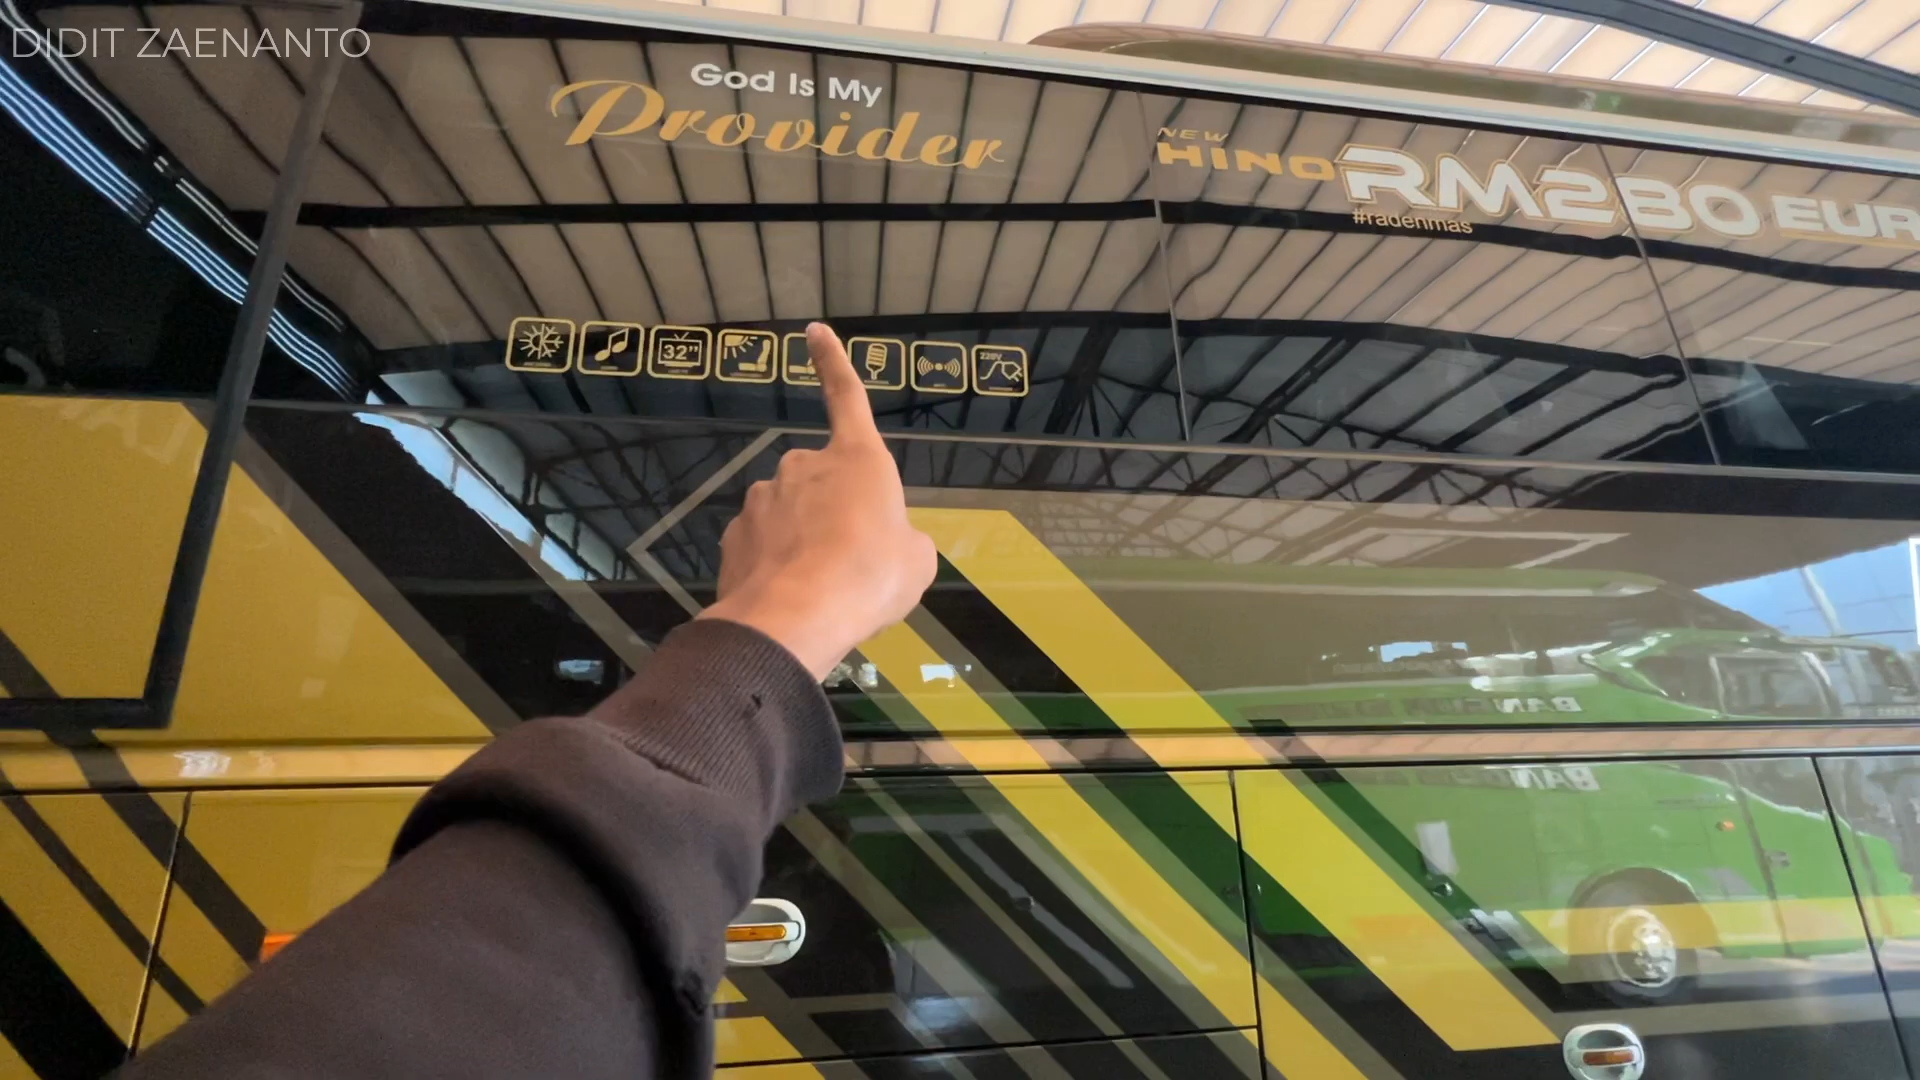 DIDIT ZAENANTO
God Is My
Provider
NEW
HINO RM280 EUR
#radenmas
32"
220V